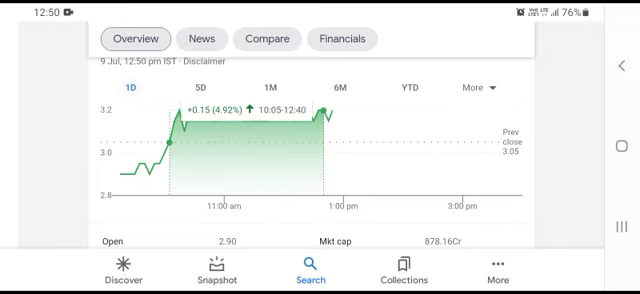 12:50 76%
Overview News Compare Financials
9 Jul, 12:50 pm IST · Disclaimer
1D 5D 1M 6M YTD More
+0.15 (4.92%) 10:05-12:40
3.2
Prev
close
3.05
3.0
2.8
11:00 am 1:00 pm 3:00 pm
Open 2.90 Mkt cap 878.16Cr
Discover Snapshot Search Collections More